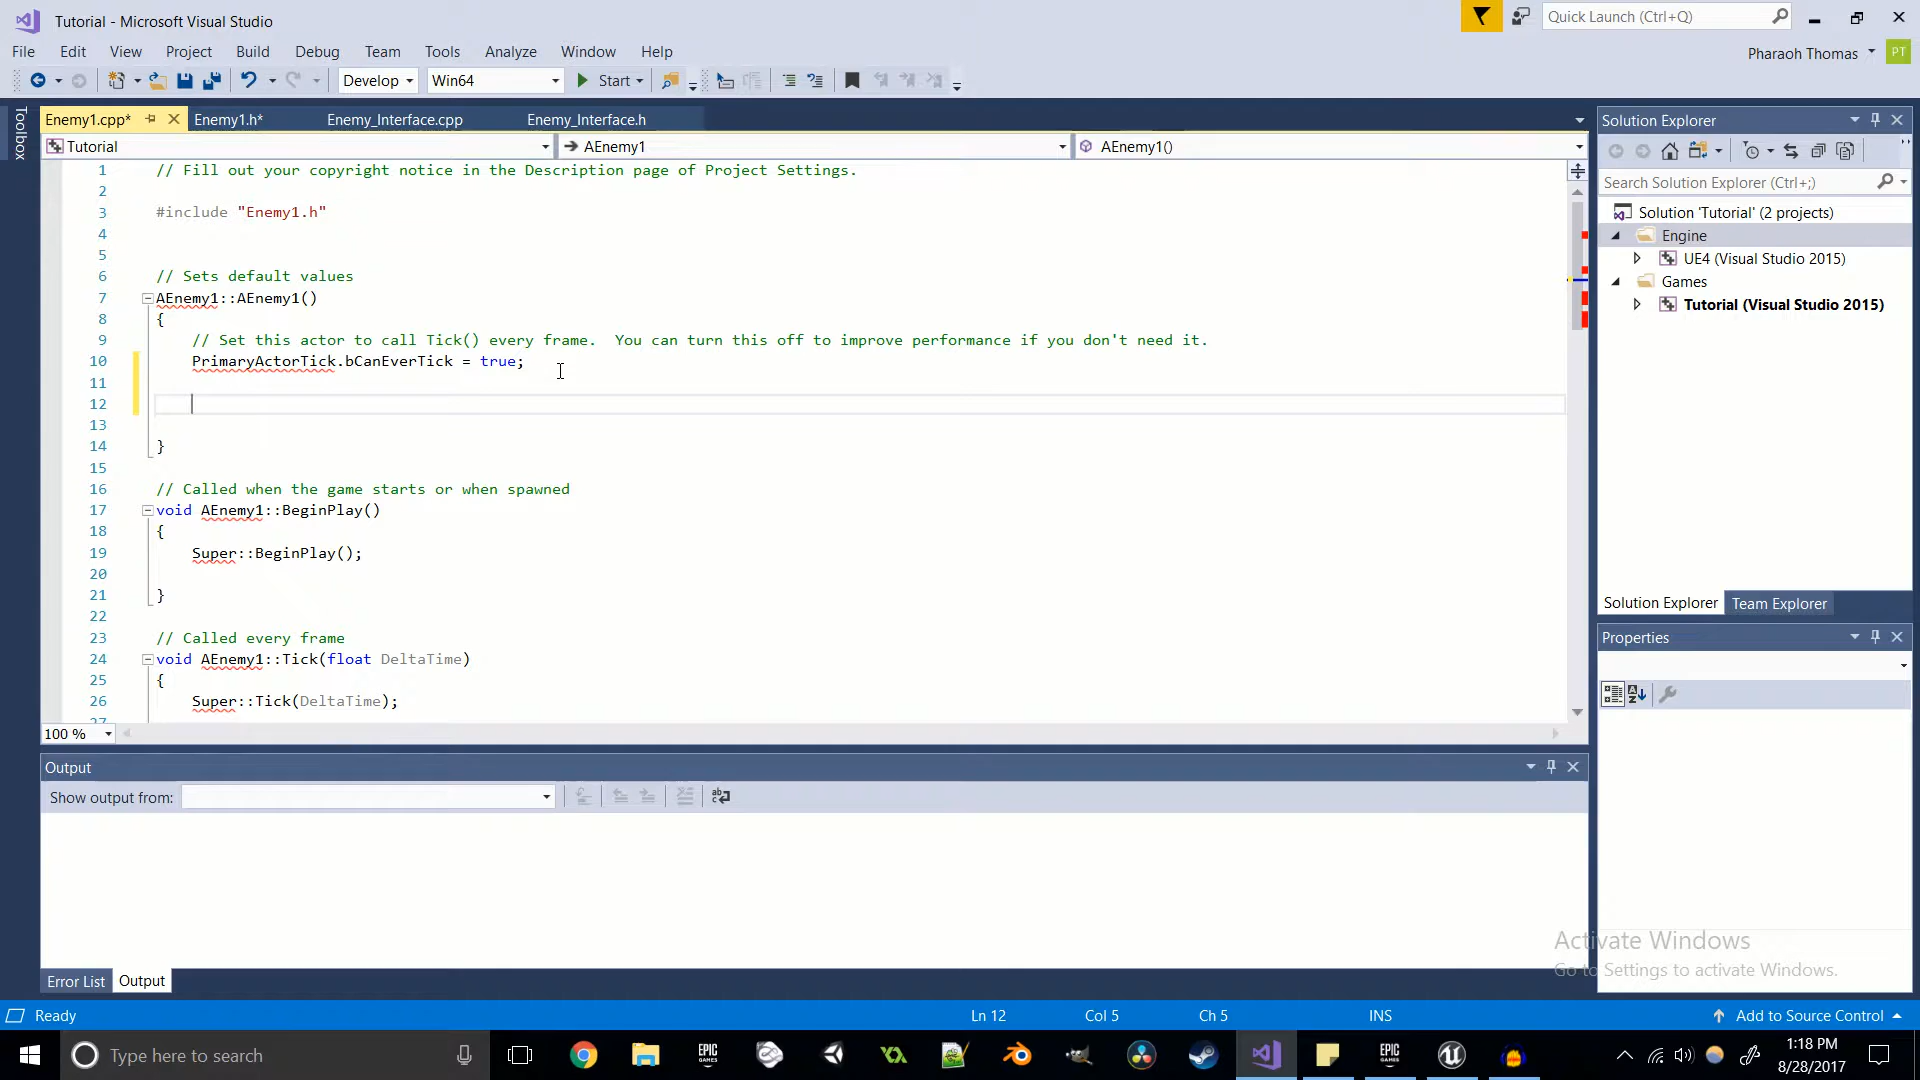 Tutorial - Microsoft Visual Studio
Quick Launch (Ctrl+Q)
File Edit View Project Build Debug Team Tools Analyze Window Help
Pharaoh Thomas
PT
Develop
Win64
Start
Toolbox
Enemy1.cpp*
Enemy1.h*
Enemy_Interface.cpp
Enemy_Interface.h
Tutorial
AEnemy1
AEnemy1()
1 // Fill out your copyright notice in the Description page of Project Settings.
2
3 #include "Enemy1.h"
4
5
6 // Sets default values
7 AEnemy1::AEnemy1()
8 {
9 // Set this actor to call Tick() every frame.  You can turn this off to improve performance if you don't need it.
10 PrimaryActorTick.bCanEverTick = true;
11
12
13
14 }
15
16 // Called when the game starts or when spawned
17 void AEnemy1::BeginPlay()
18 {
19 Super::BeginPlay();
20
21 }
22
23 // Called every frame
24 void AEnemy1::Tick(float DeltaTime)
25 {
26 Super::Tick(DeltaTime);
27
100 %
Solution Explorer
Search Solution Explorer (Ctrl+;)
Solution 'Tutorial' (2 projects)
Engine
UE4 (Visual Studio 2015)
Games
Tutorial (Visual Studio 2015)
Solution Explorer
Team Explorer
Properties
Output
Show output from:
Error List
Output
Activate Windows
Go to Settings to activate Windows.
Ready
Ln 12
Col 5
Ch 5
INS
Add to Source Control
Type here to search
EPIC GAMES
EPIC GAMES
1:18 PM
8/28/2017